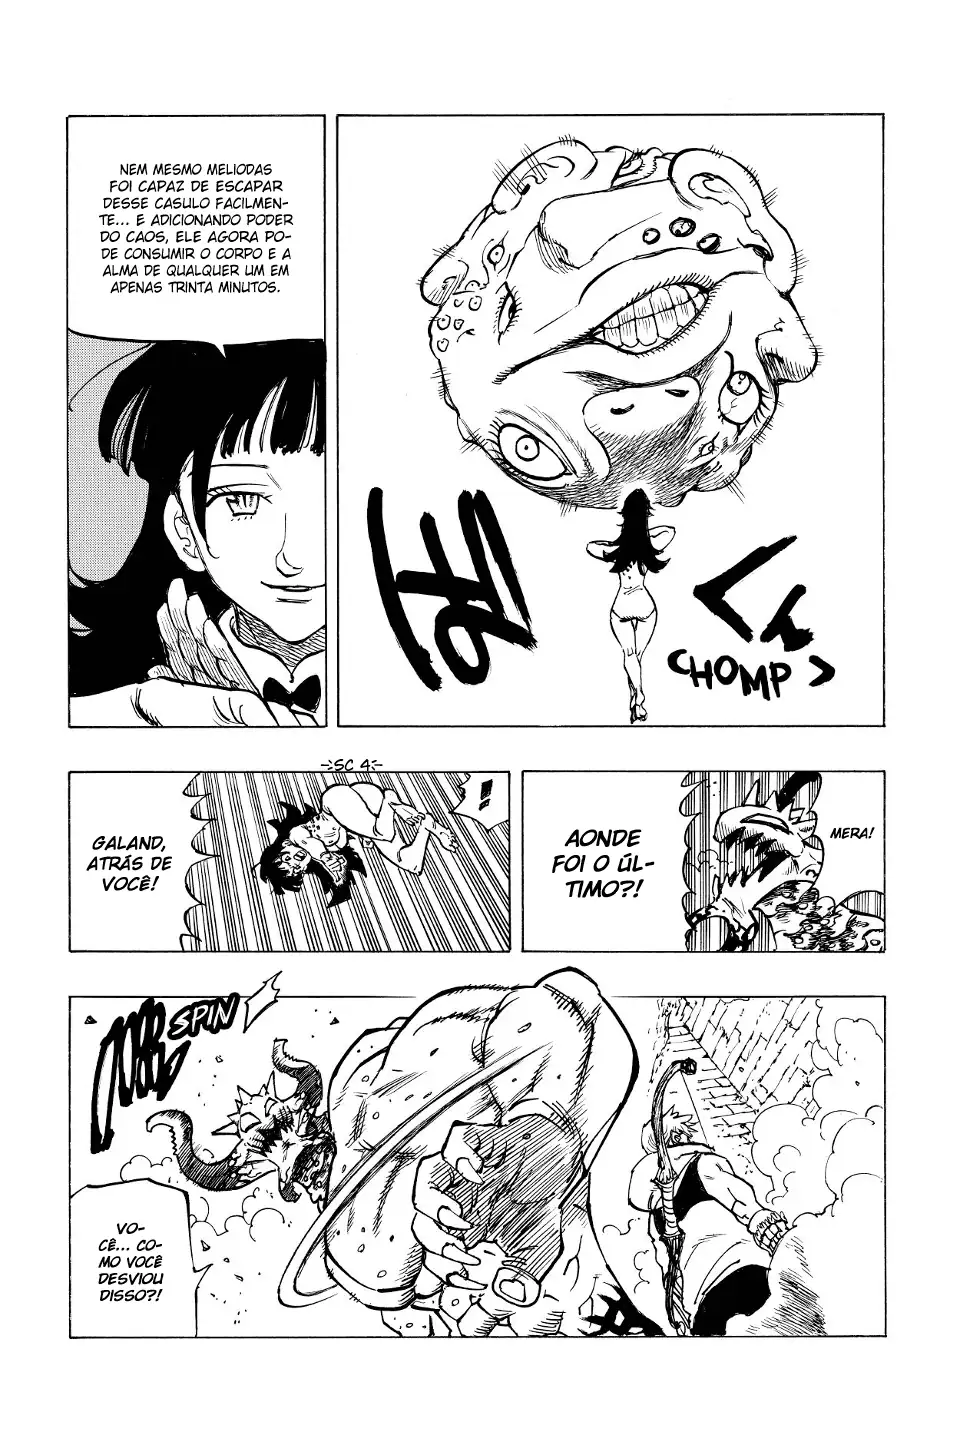 NEM MESMO MELIODAS
FOI CAPAZ DE ESCAPAR
DESSE CASULO FACILMEN-
TE... E ADICIONANDO PODER
DO CAOS, ELE AGORA PO-
DE CONSUMIR O CORPO E A
ALMA DE QUALQUER UM EM
APENAS TRINTA MINUTOS.
CHOMP
SC 4
GALAND,
ATRÁS DE
VOCÊ!
!
AONDE
FOI O ÚL-
TIMO?!
MERA!
SPIN
VO-
CÊ... CO-
MO VOCÊ
DESVIOU
DISSO?!